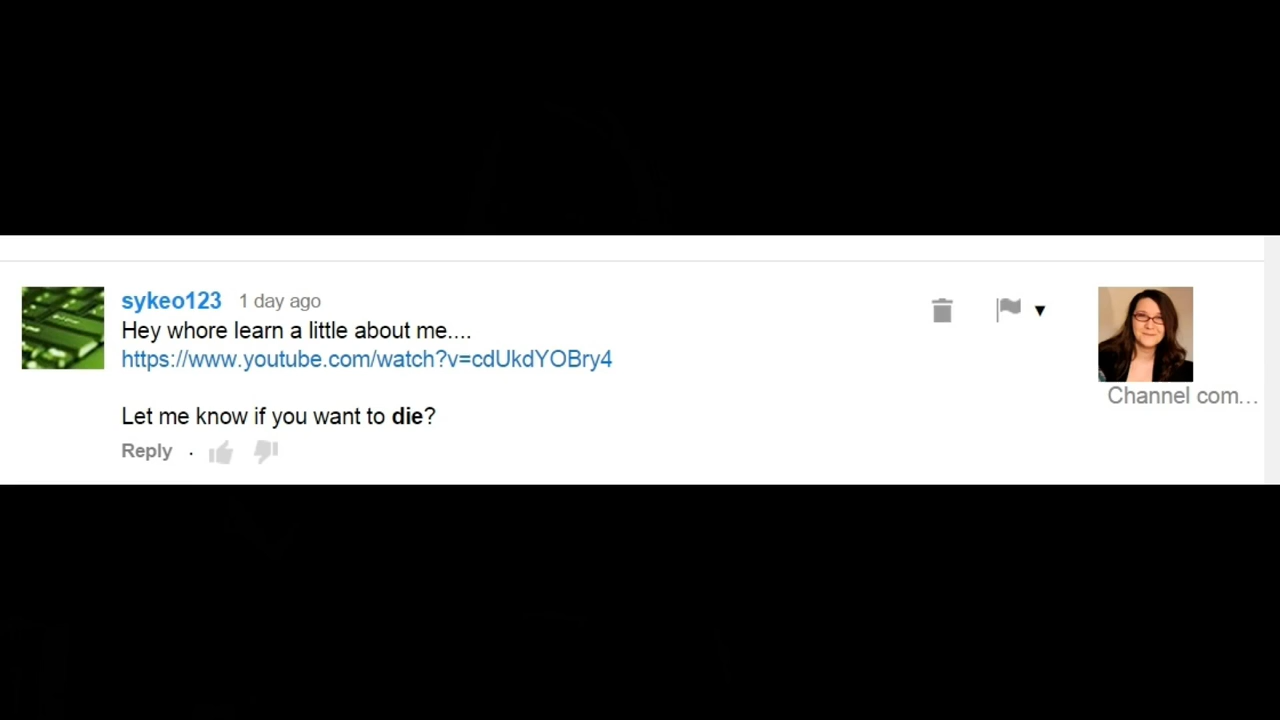 sykeo123 1 day ago
Hey whore learn a little about me....
https://www.youtube.com/watch?v=cdUkdYOBry4
Let me know if you want to die?
Reply ·
Channel com...